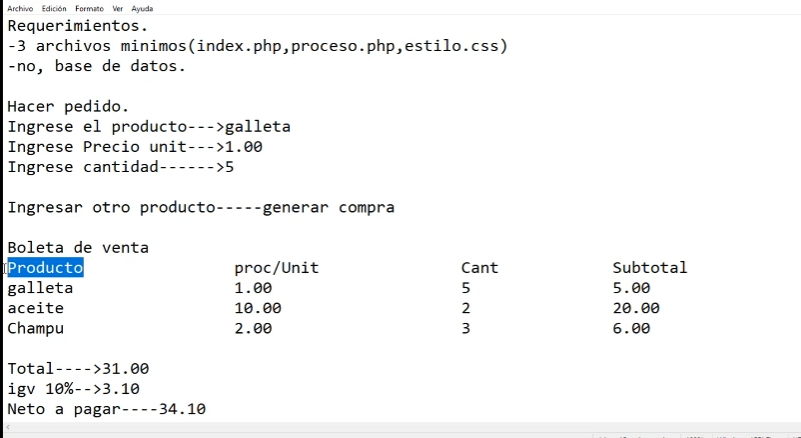 Archivo Edición Formato Ver Ayuda
Requerimientos.
-3 archivos minimos(index.php,proceso.php,estilo.css)
-no, base de datos.
Hacer pedido.
Ingrese el producto--->galleta
Ingrese Precio unit--->1.00
Ingrese cantidad------>5
Ingresar otro producto-----generar compra
Boleta de venta
Producto proc/Unit Cant Subtotal
galleta 1.00 5 5.00
aceite 10.00 2 20.00
Champu 2.00 3 6.00
Total---->31.00
igv 10%-->3.10
Neto a pagar----34.10